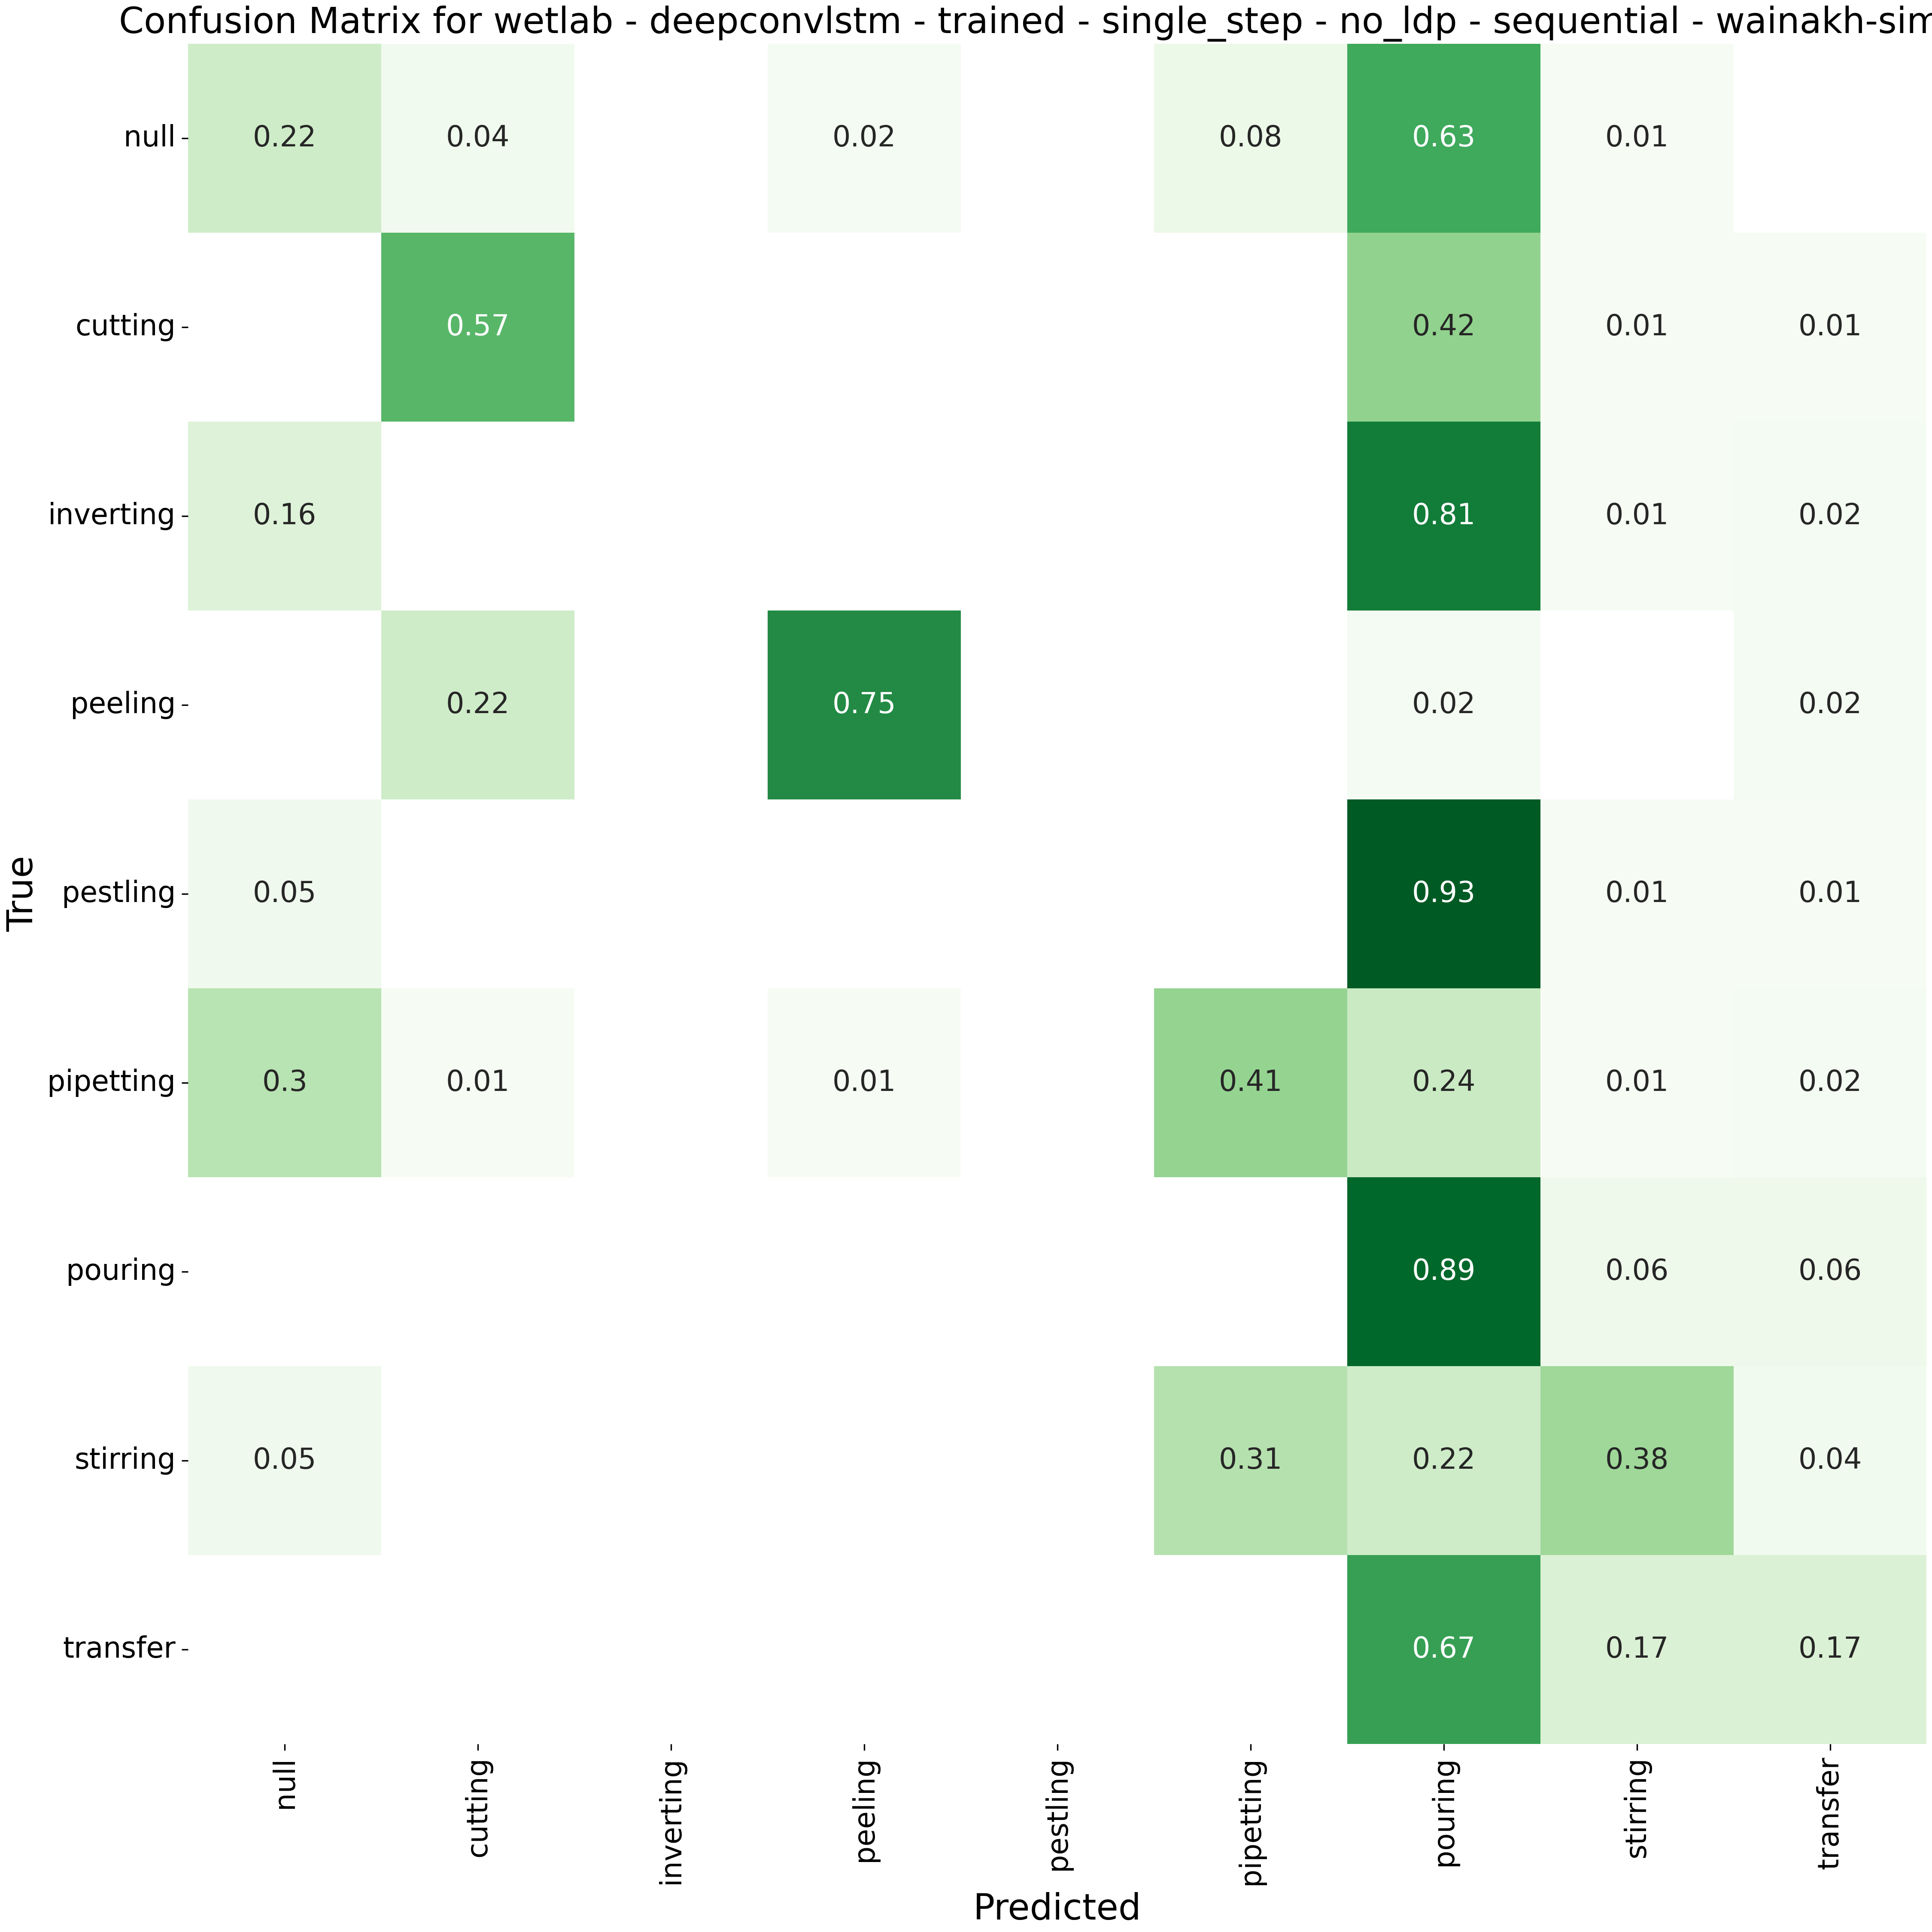 Confusion Matrix for wetlab - deepconvlstm - trained - single_step - no_ldp - sequential - wainakh-sim
null 0.22 0.04 0.02 0.08 0.63 0.01
cutting 0.57 0.42 0.01 0.01
inverting 0.16 0.81 0.01 0.02
peeling 0.22 0.75 0.02 0.02
pestling 0.05 0.93 0.01 0.01
pipetting 0.3 0.01 0.01 0.41 0.24 0.01 0.02
pouring 0.89 0.06 0.06
stirring 0.05 0.31 0.22 0.38 0.04
transfer 0.67 0.17 0.17
True
null cutting inverting peeling pestling pipetting pouring stirring transfer
Predicted